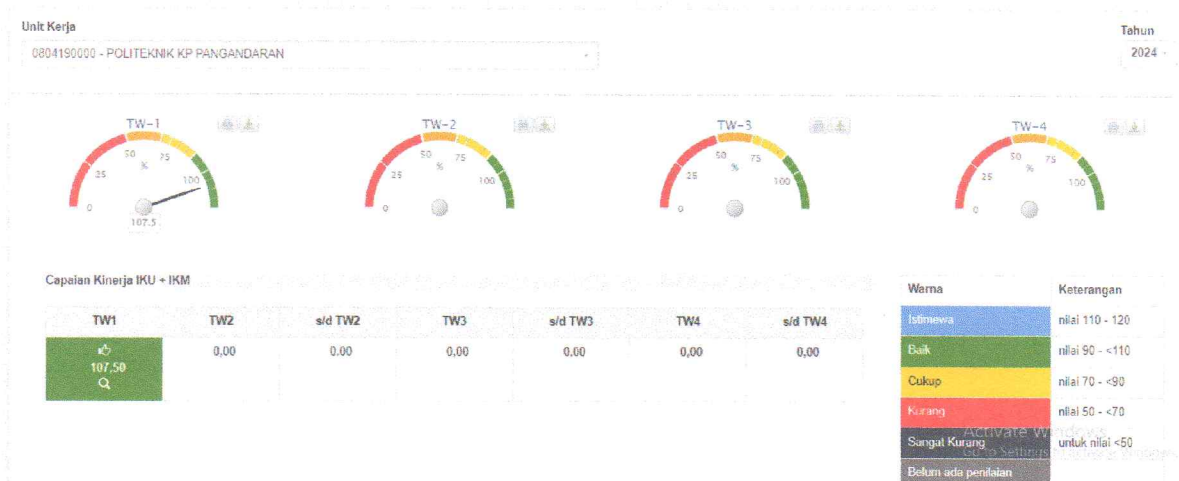 Unit Kerja
Tahun
0804190000 - POLITEKNIK KP PANGANDARAN
2024
TW-1
0 25 50 75 100
%
107.5
TW-2
0 25 50 75 100
%
TW-3
0 25 50 75 100
%
TW-4
0 25 50 75 100
%
Capaian Kinerja IKU + IKM
TW1 TW2 s/d TW2 TW3 s/d TW3 TW4 s/d TW4
107,50 0,00 0,00 0,00 0,00 0,00 0,00
Warna Keterangan
Istimewa nilai 110 - 120
Baik nilai 90 - <110
Cukup nilai 70 - <90
Kurang nilai 50 - <70
Sangat Kurang untuk nilai <50
Belum ada penilaian
Activate Windows
Go to Settings